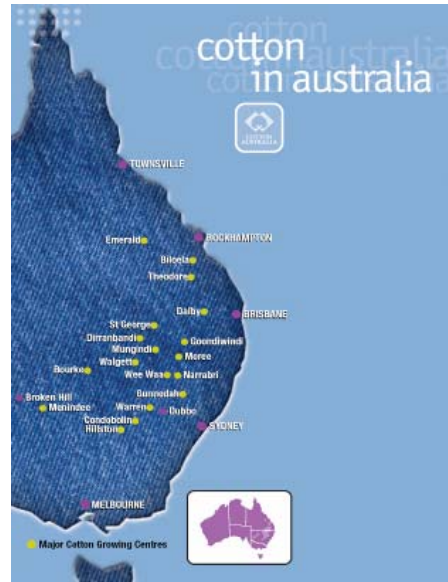 cotton
in australia
COTTON
AUSTRALIA
TOWNSVILLE
Emerald
ROCKHAMPTON
Biloela
Theodore
Dalby
BRISBANE
St George
Dirranbandi
Goondiwindi
Mungindi
Moree
Walgett
Bourke
Wee Waa
Narrabri
Gunnedah
Broken Hill
Menindee
Warren
Dubbo
Condobolin
SYDNEY
Hillston
MELBOURNE
Major Cotton Growing Centres